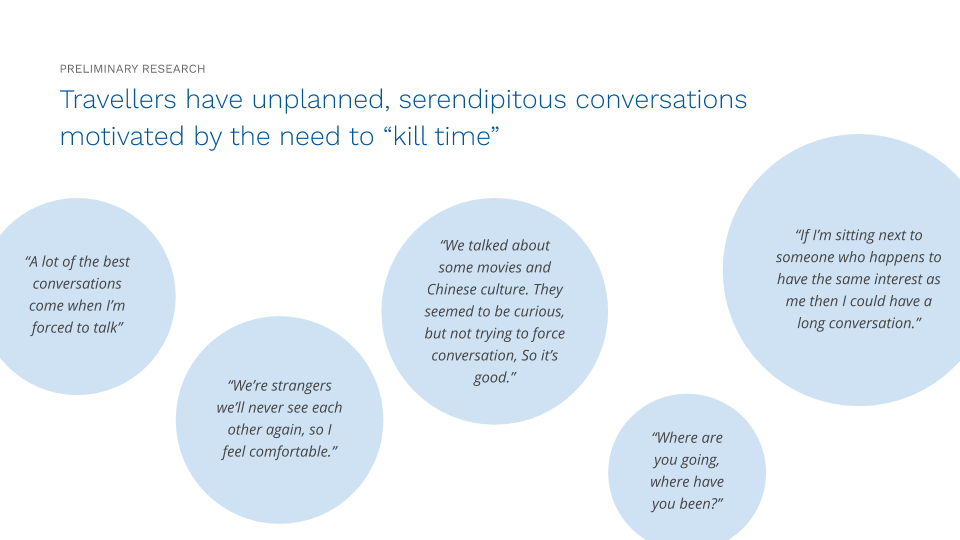 PRELIMINARY RESEARCH
Travellers have unplanned, serendipitous conversations
motivated by the need to “kill time”
“A lot of the best
conversations
come when I’m
forced to talk”
“We’re strangers
we’ll never see each
other again, so I
feel comfortable.”
“We talked about
some movies and
Chinese culture. They
seemed to be curious,
but not trying to force
conversation, So it’s
good.”
“Where are
you going,
where have
you been?”
“If I’m sitting next to
someone who happens to
have the same interest as
me then I could have a
long conversation.”